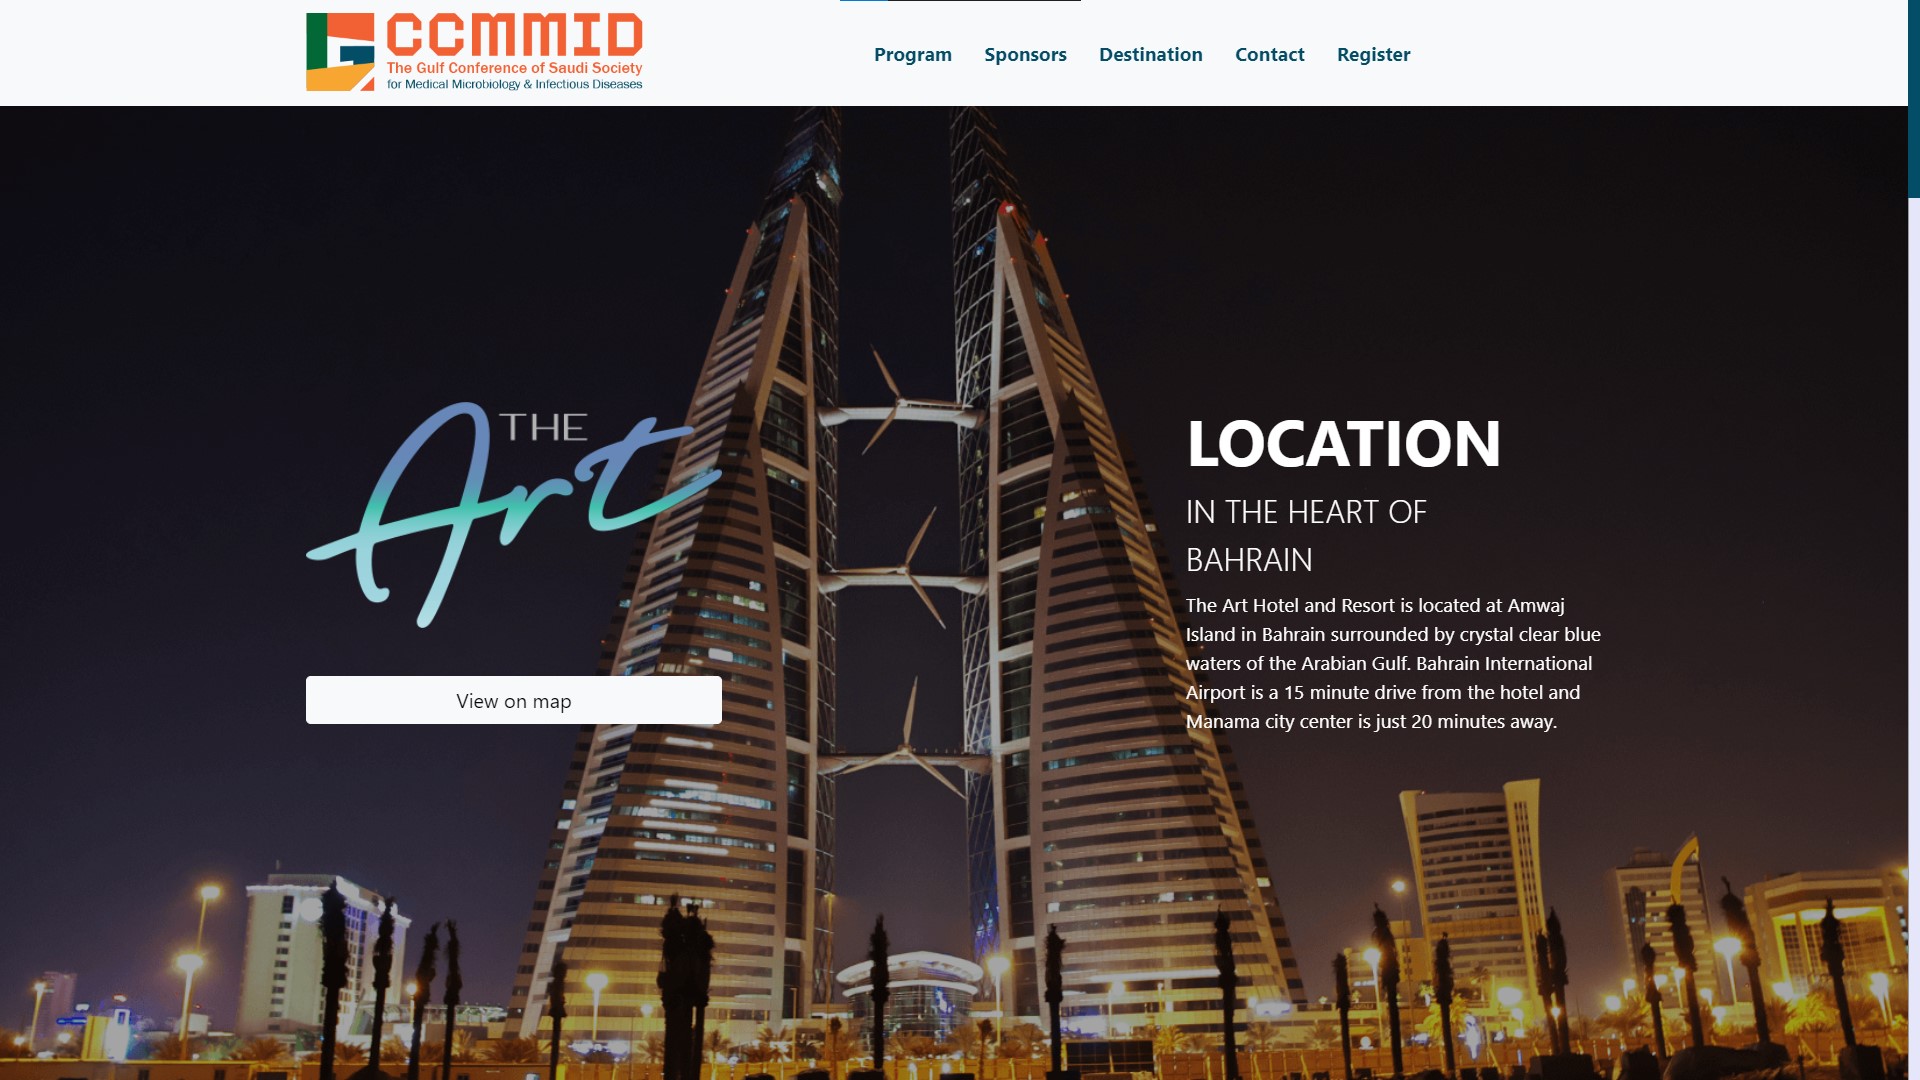 CCMMID
The Gulf Conference of Saudi Society
for Medical Microbiology & Infectious Diseases
Program
Sponsors
Destination
Contact
Register
THE
Art
View on map
LOCATION
IN THE HEART OF
BAHRAIN
The Art Hotel and Resort is located at Amwaj
Island in Bahrain surrounded by crystal clear blue
waters of the Arabian Gulf. Bahrain International
Airport is a 15 minute drive from the hotel and
Manama city center is just 20 minutes away.